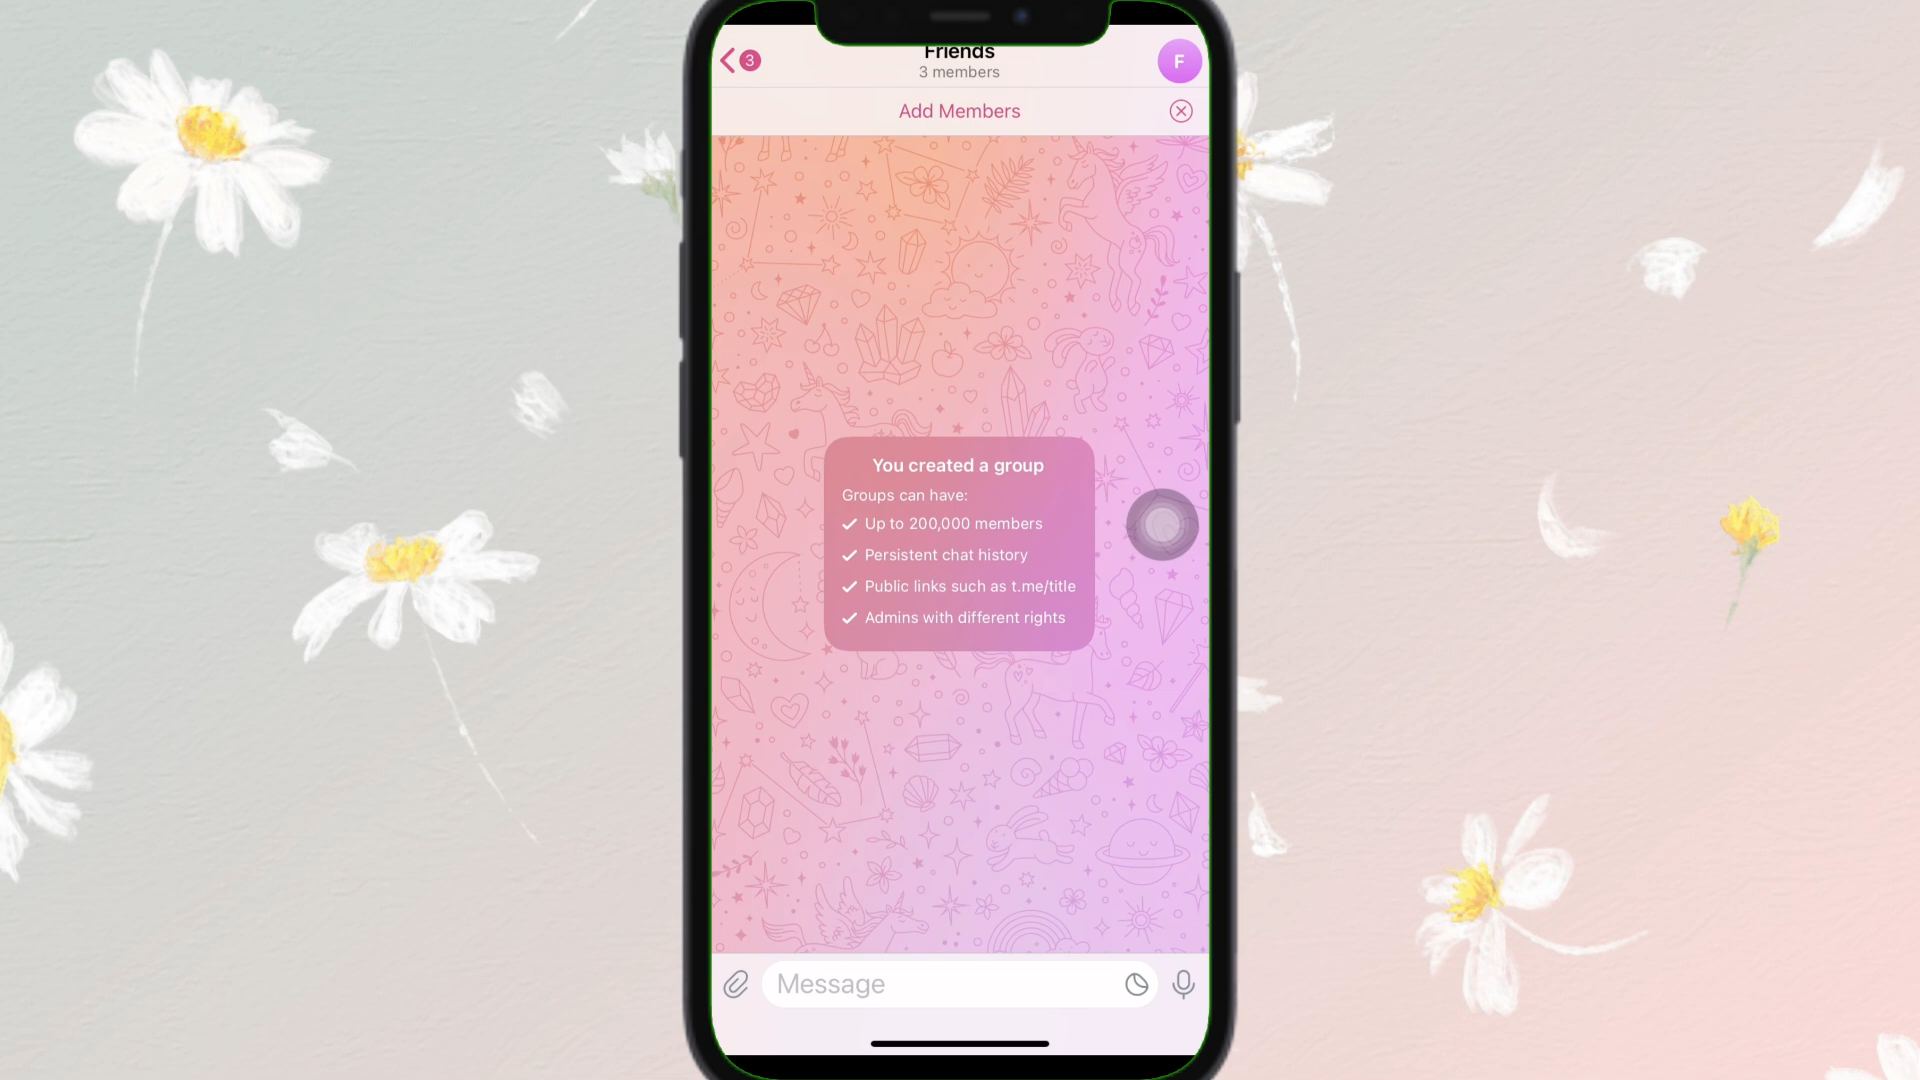 3
Friends
3 members
F
Add Members
You created a group
Groups can have:
Up to 200,000 members
Persistent chat history
Public links such as t.me/title
Admins with different rights
Message